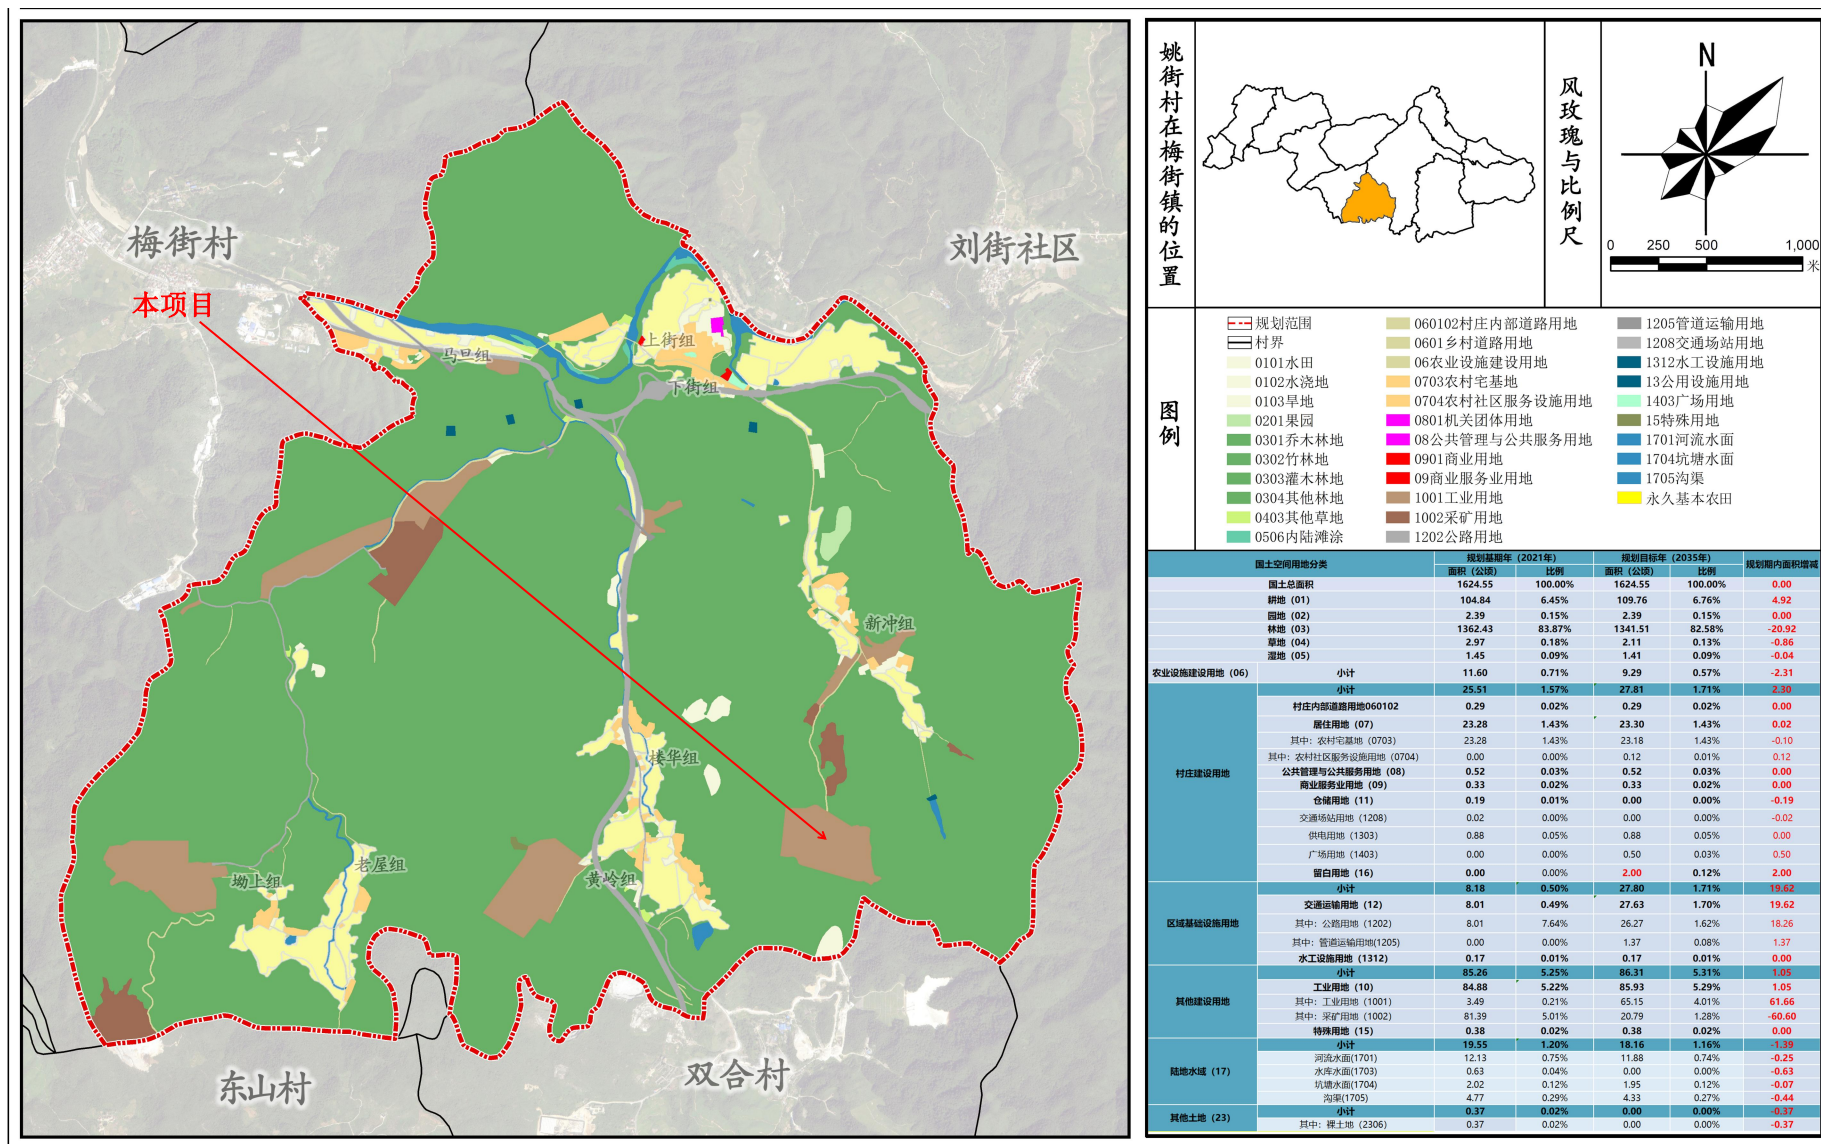 梅街村
刘街社区
本项目
马旦组
上街组
下街组
新冲组
楼华组
老屋组
坳上组
黄岭组
东山村
双合村
姚街村在梅街镇的位置
风玫瑰与比例尺
N
0 250 500 1,000
米
图例
规划范围
村界
0101水田
0102水浇地
0103旱地
0201果园
0301乔木林地
0302竹林地
0303灌木林地
0304其他林地
0403其他草地
0506内陆滩涂
060102村庄内部道路用地
0601乡村道路用地
06农业设施建设用地
0703农村宅基地
0704农村社区服务设施用地
0801机关团体用地
08公共管理与公共服务用地
0901商业用地
09商业服务业用地
1001工业用地
1002采矿用地
1202公路用地
1205管道运输用地
1208交通场站用地
1312水工设施用地
13公用设施用地
1403广场用地
15特殊用地
1701河流水面
1704坑塘水面
1705沟渠
永久基本农田
国土空间用地分类 规划基期年（2021年） 规划目标年（2035年） 规划期内面积增减
面积（公顷） 比例 面积（公顷） 比例
国土总面积 1624.55 100.00% 1624.55 100.00% 0.00
耕地（01） 104.84 6.45% 109.76 6.76% 4.92
园地（02） 2.39 0.15% 2.39 0.15% 0.00
林地（03） 1362.43 83.87% 1341.51 82.58% -20.92
草地（04） 2.97 0.18% 2.11 0.13% -0.86
湿地（05） 1.45 0.09% 1.41 0.09% -0.04
农业设施建设用地（06） 小计 11.60 0.71% 9.29 0.57% -2.31
村庄建设用地
小计 25.51 1.57% 27.81 1.71% 2.30
村庄内部道路用地060102 0.29 0.02% 0.29 0.02% 0.00
居住用地（07） 23.28 1.43% 23.30 1.43% 0.02
其中：农村宅基地（0703） 23.28 1.43% 23.18 1.43% -0.10
其中：农村社区服务设施用地（0704） 0.00 0.00% 0.12 0.01% 0.12
公共管理与公共服务用地（08） 0.52 0.03% 0.52 0.03% 0.00
商业服务业用地（09） 0.33 0.02% 0.33 0.02% 0.00
仓储用地（11） 0.19 0.01% 0.00 0.00% -0.19
交通场站用地（1208） 0.02 0.00% 0.00 0.00% -0.02
供电用地（1303） 0.88 0.05% 0.88 0.05% 0.00
广场用地（1403） 0.00 0.00% 0.50 0.03% 0.50
留白用地（16） 0.00 0.00% 2.00 0.12% 2.00
区域基础设施用地
小计 8.18 0.50% 27.80 1.71% 19.62
交通运输用地（12） 8.01 0.49% 27.63 1.70% 19.62
其中：公路用地（1202） 8.01 7.64% 26.27 1.62% 18.26
其中：管道运输用地(1205) 0.00 0.00% 1.37 0.08% 1.37
水工设施用地（1312） 0.17 0.01% 0.17 0.01% 0.00
其他建设用地
小计 85.26 5.25% 86.31 5.31% 1.05
工业用地（10） 84.88 5.22% 85.93 5.29% 1.05
其中：工业用地（1001） 3.49 0.21% 65.15 4.01% 61.66
其中：采矿用地（1002） 81.39 5.01% 20.79 1.28% -60.60
特殊用地（15） 0.38 0.02% 0.38 0.02% 0.00
陆地水域（17）
小计 19.55 1.20% 18.16 1.16% -1.39
河流水面(1701) 12.13 0.75% 11.88 0.74% -0.25
水库水面(1703) 0.63 0.04% 0.00 0.00% -0.63
坑塘水面(1704) 2.02 0.12% 1.95 0.12% -0.07
沟渠(1705) 4.77 0.29% 4.33 0.27% -0.44
其他土地（23）
小计 0.37 0.02% 0.00 0.00% -0.37
其中：裸土地（2306） 0.37 0.02% 0.00 0.00% -0.37